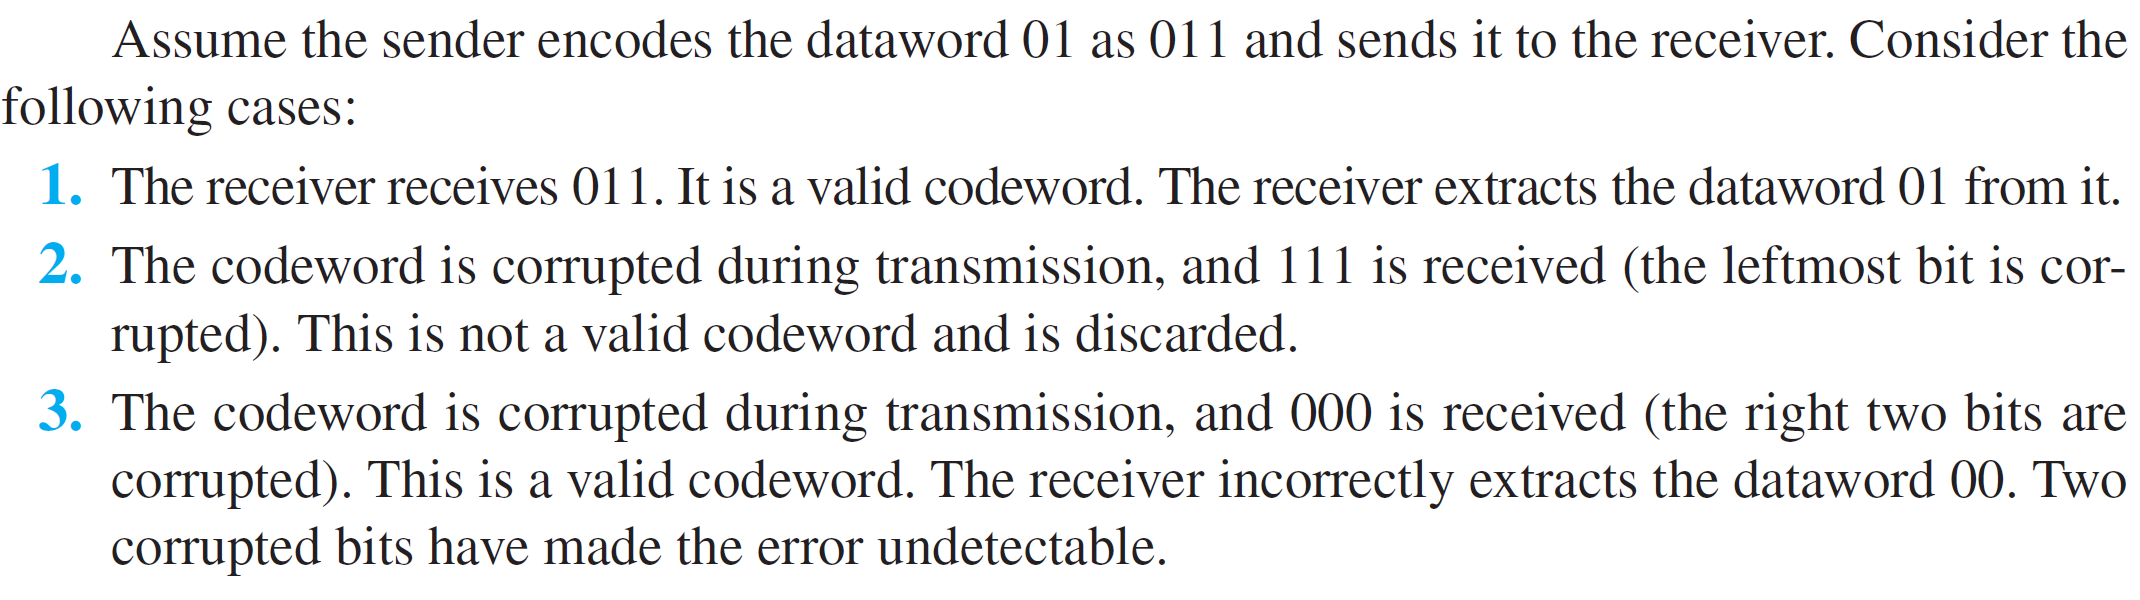 Assume the sender encodes the dataword 01 as 011 and sends it to the receiver. Consider the
following cases:
1. The receiver receives 011. It is a valid codeword. The receiver extracts the dataword 01 from it.
2. The codeword is corrupted during transmission, and 111 is received (the leftmost bit is cor-
rupted). This is not a valid codeword and is discarded.
3. The codeword is corrupted during transmission, and 000 is received (the right two bits are
corrupted). This is a valid codeword. The receiver incorrectly extracts the dataword 00. Two
corrupted bits have made the error undetectable.